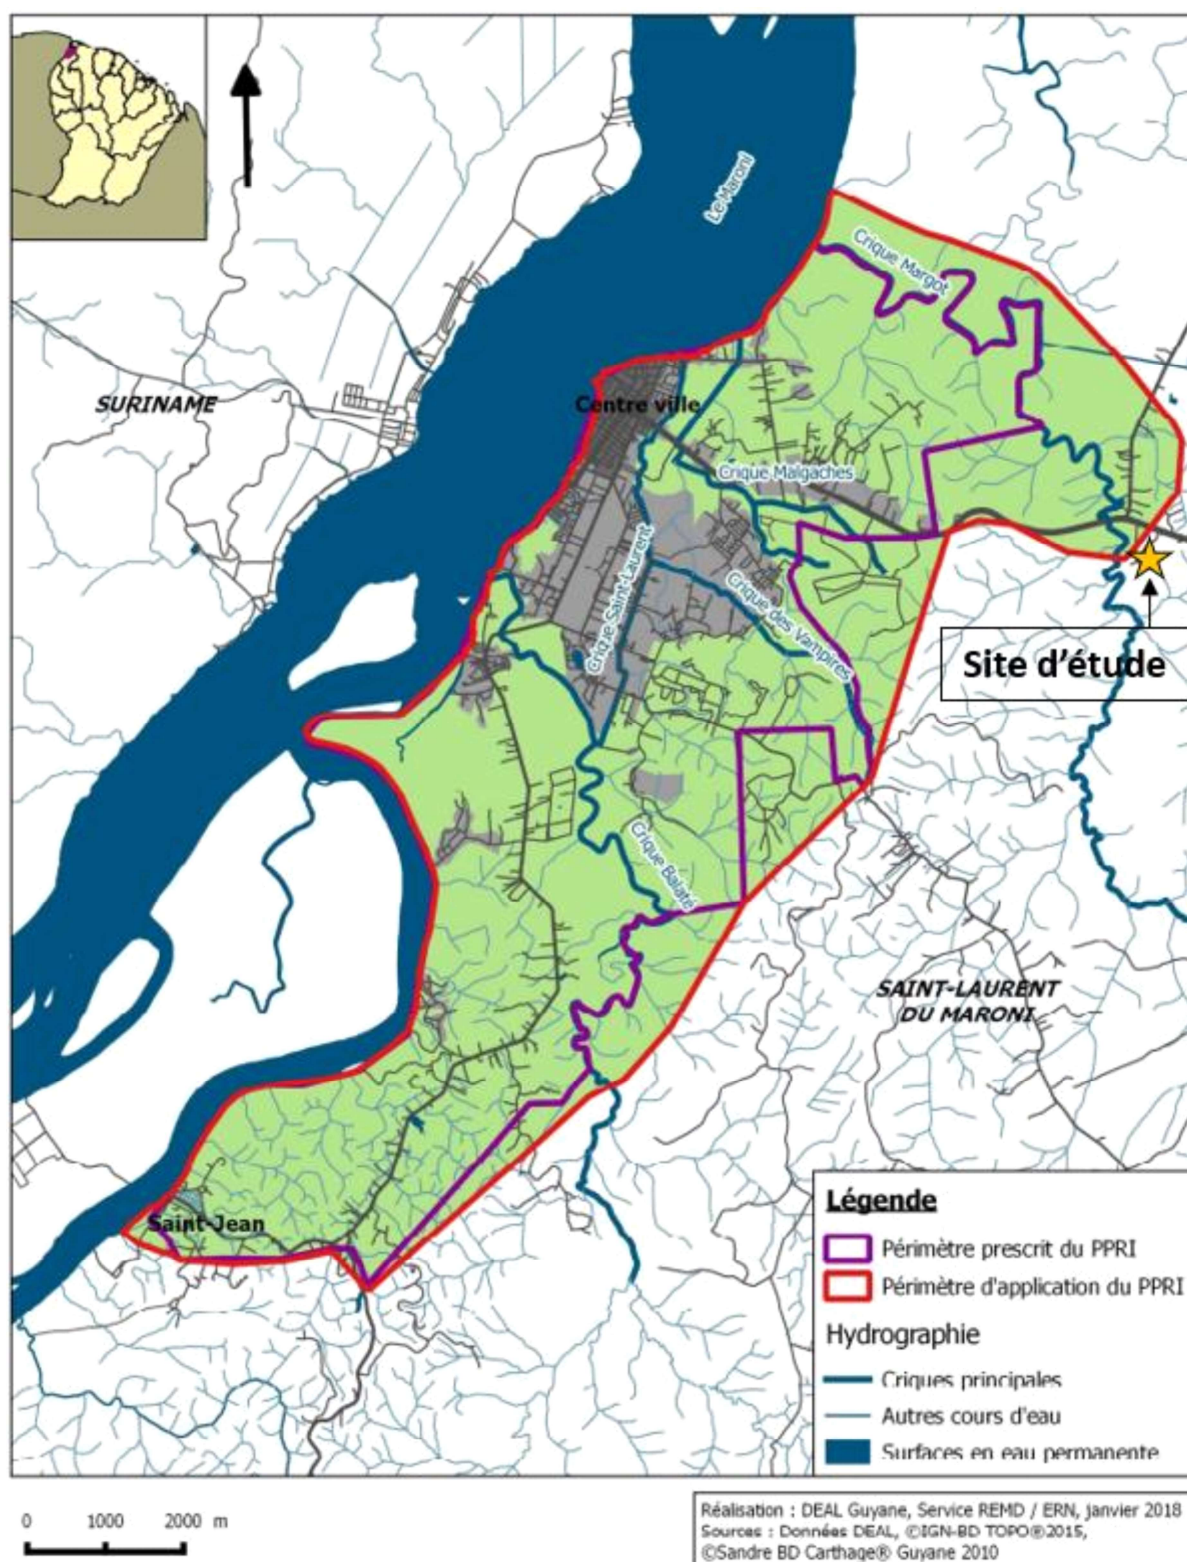 Le Maroni
Crique Margot
SURINAME
Centre ville
Crique Malgaches
Crique Saint-Laurent
Crique des Vampires
Site d'étude
Crique Balaté
SAINT-LAURENT
DU MARONI
Saint-Jean
Légende
Périmètre prescrit du PPRI
Périmètre d'application du PPRI
Hydrographie
Criques principales
Autres cours d'eau
Surfaces en eau permanente
0 1000 2000 m
Réalisation : DEAL Guyane, Service REMD / ERN, janvier 2018
Sources : Données DEAL, ©IGN-BD TOPO®2015,
©Sandre BD Carthage® Guyane 2010